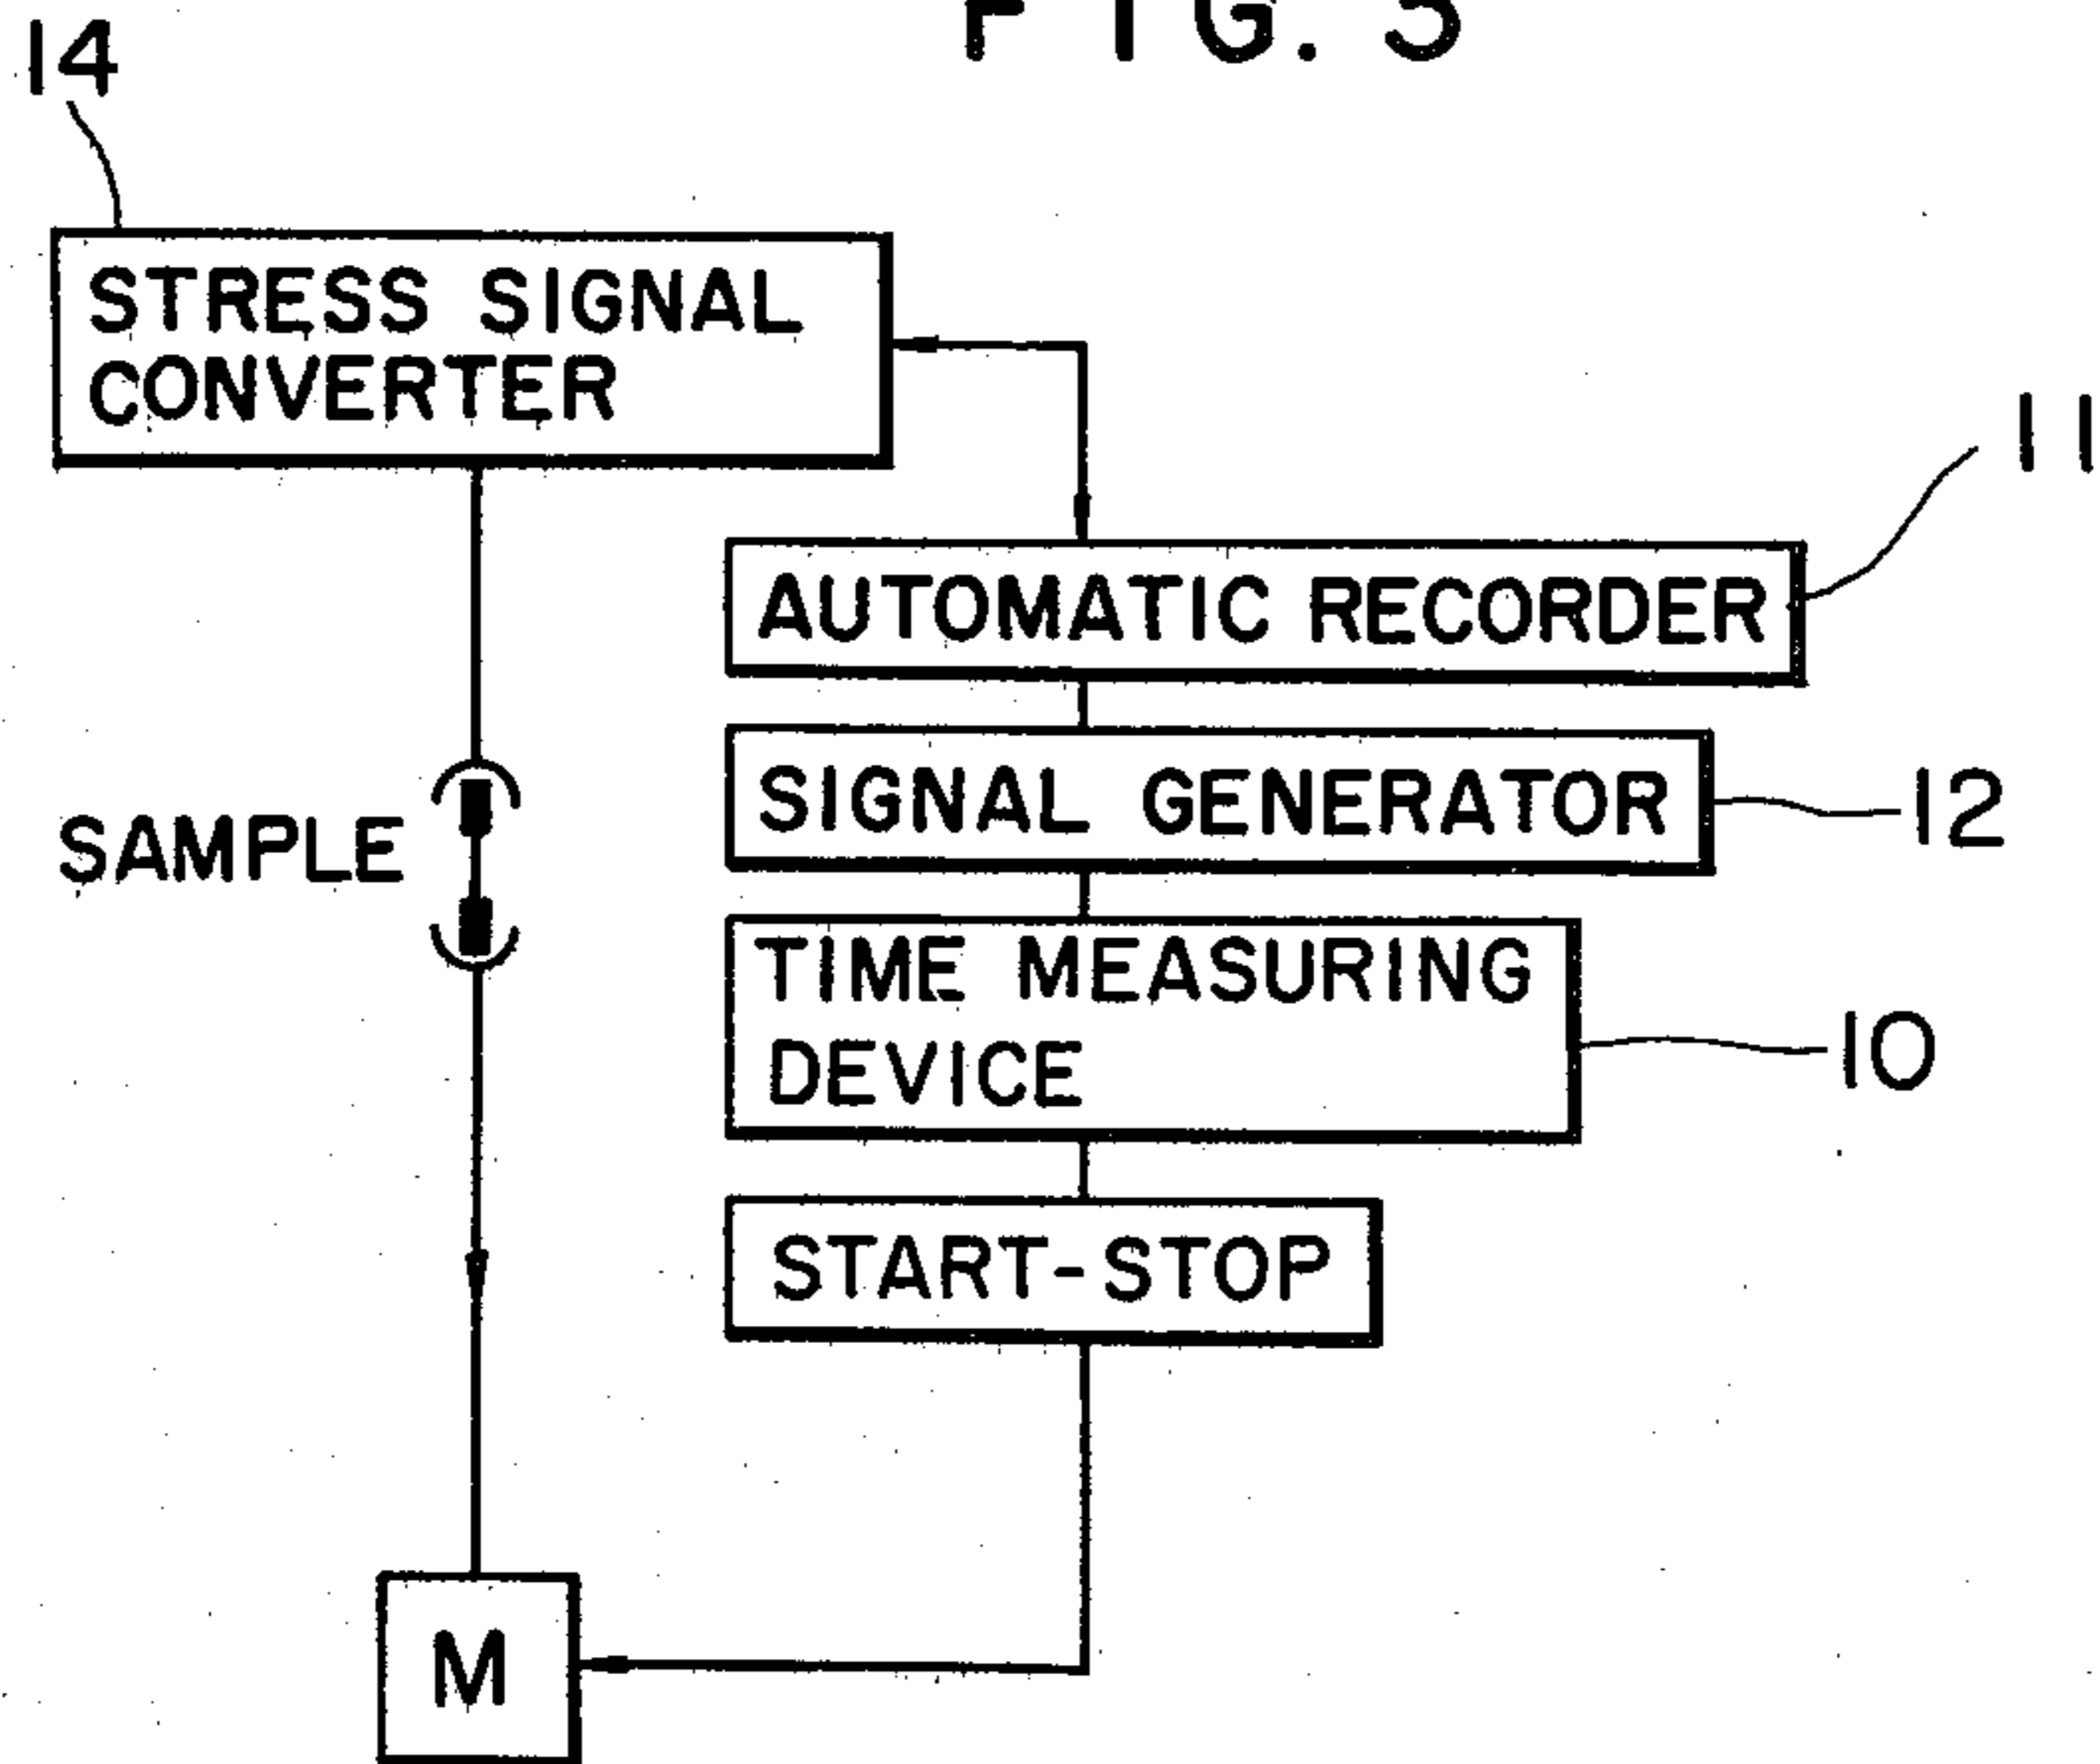 FIG. 3
14
STRESS SIGNAL
CONVERTER
11
AUTOMATIC RECORDER
SIGNAL GENERATOR
12
SAMPLE
TIME MEASURING
DEVICE
10
START-STOP
M